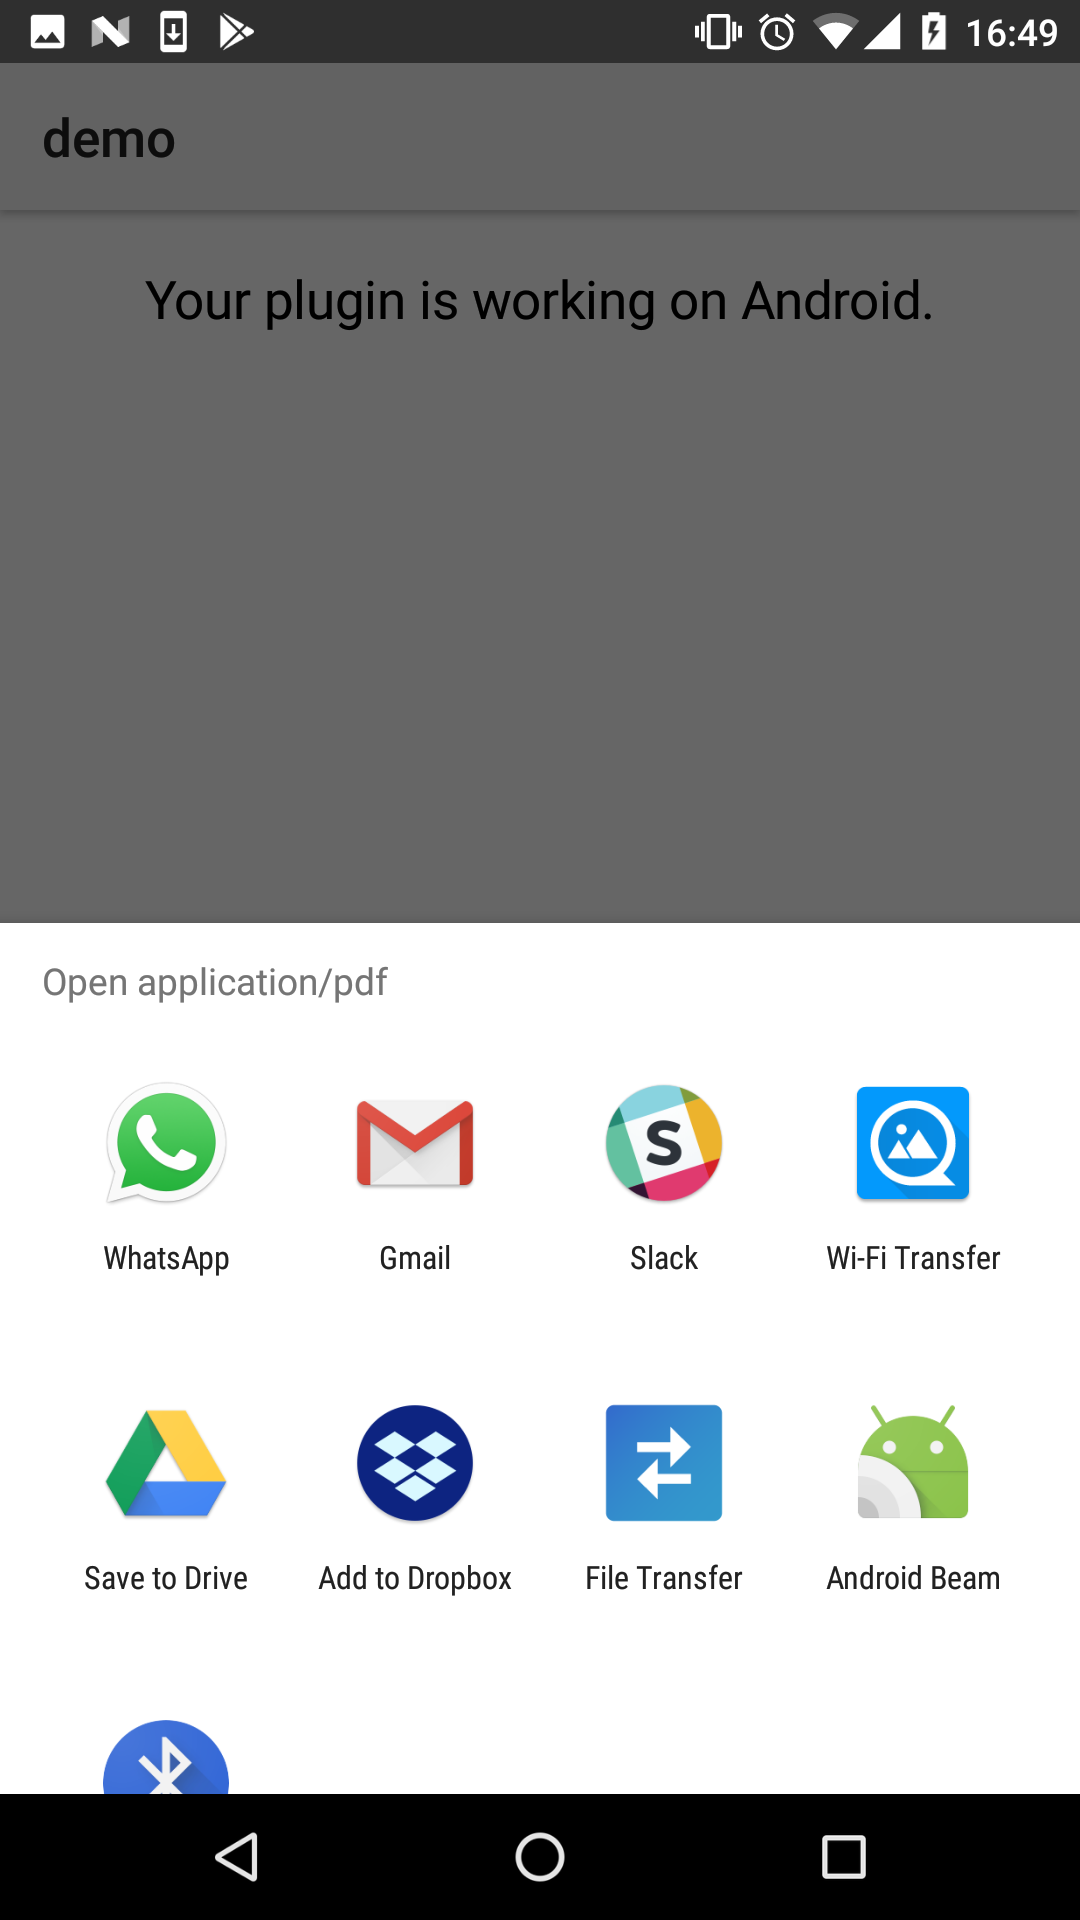 16:49
demo
Your plugin is working on Android.
Open application/pdf
WhatsApp
Gmail
Slack
Wi-Fi Transfer
Save to Drive
Add to Dropbox
File Transfer
Android Beam